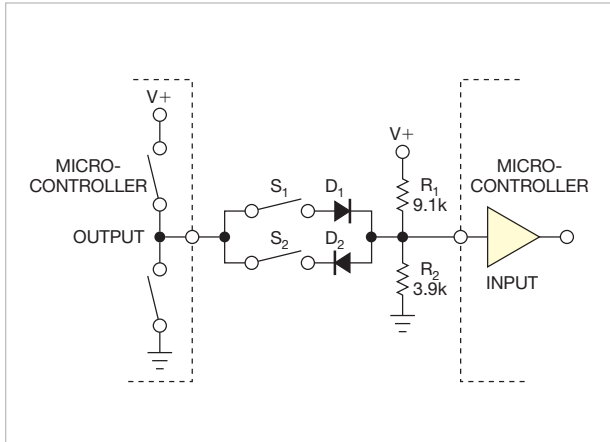 V+
MICRO-
CONTROLLER
OUTPUT
S1
D1
S2
D2
V+
R1
9.1k
R2
3.9k
MICRO-
CONTROLLER
INPUT